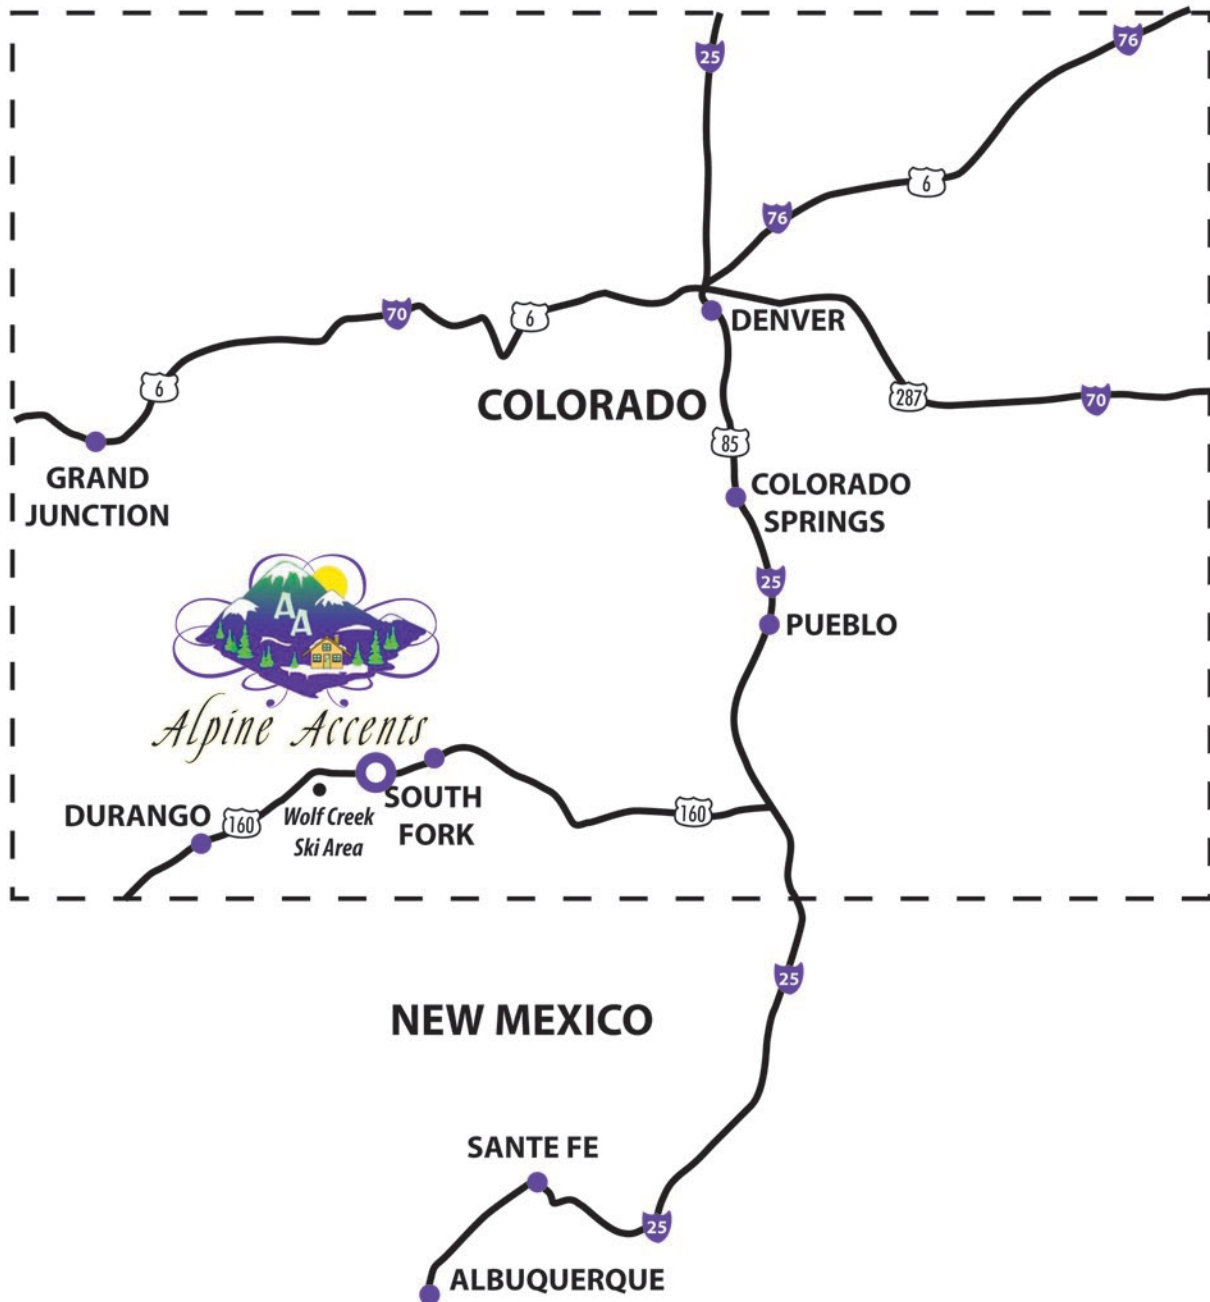 25
76
6
76
70
6
DENVER
6
COLORADO
287
70
85
GRAND
JUNCTION
COLORADO
SPRINGS
25
AA
PUEBLO
Alpine Accents
DURANGO
160
Wolf Creek
Ski Area
SOUTH
FORK
160
25
NEW MEXICO
SANTE FE
25
ALBUQUERQUE